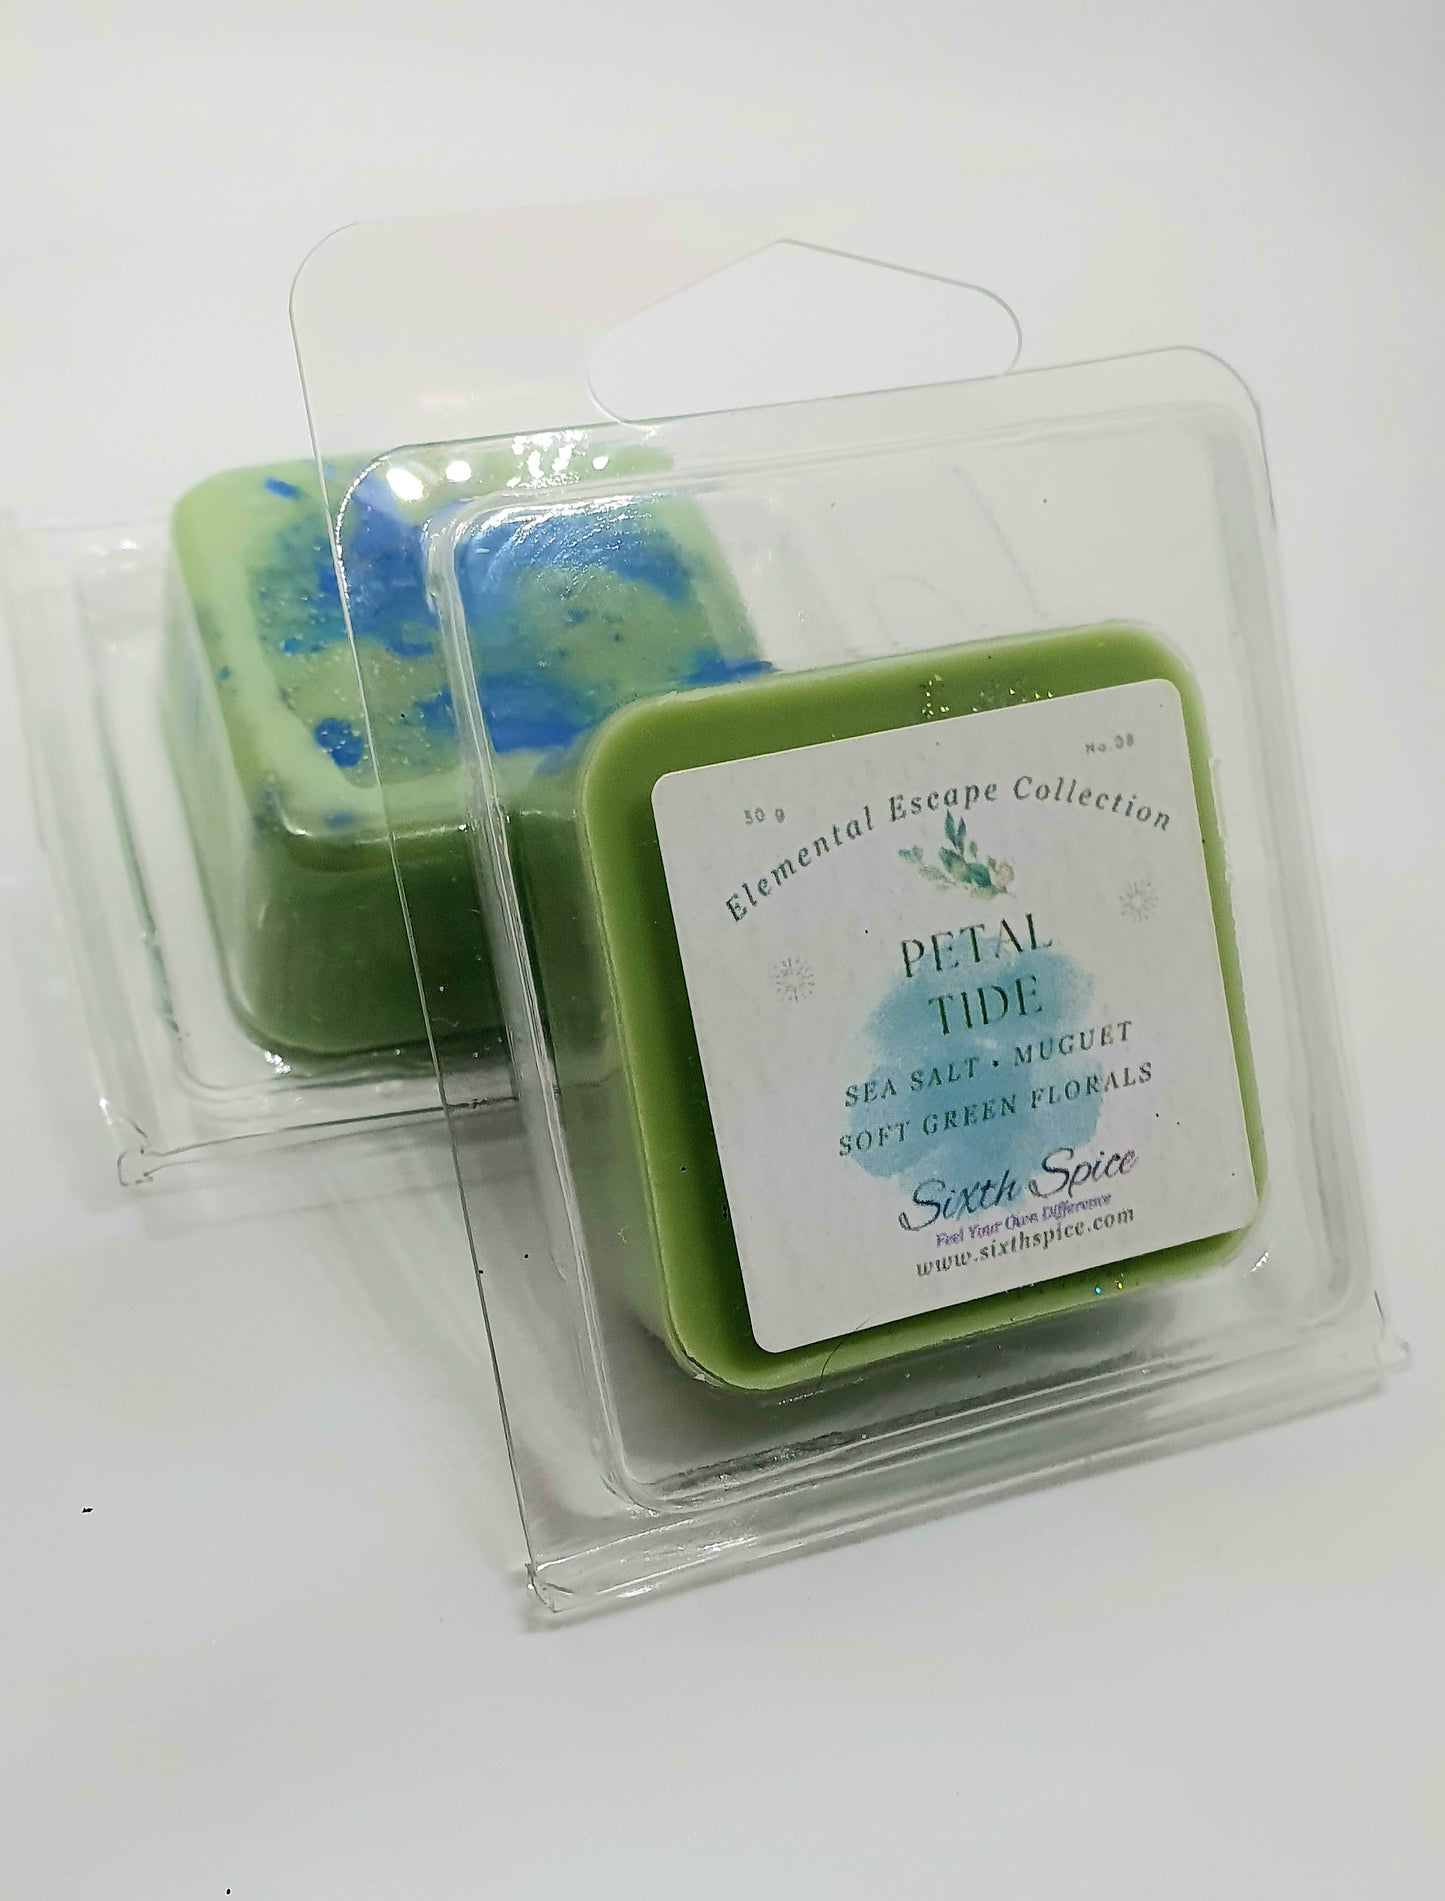 No.08
30 g
Elemental Escape Collection
PETAL
TIDE
SEA SALT • MUGUET
SOFT GREEN FLORALS
Sixth Spice
Feel Your Own Difference
www.sixthspice.com